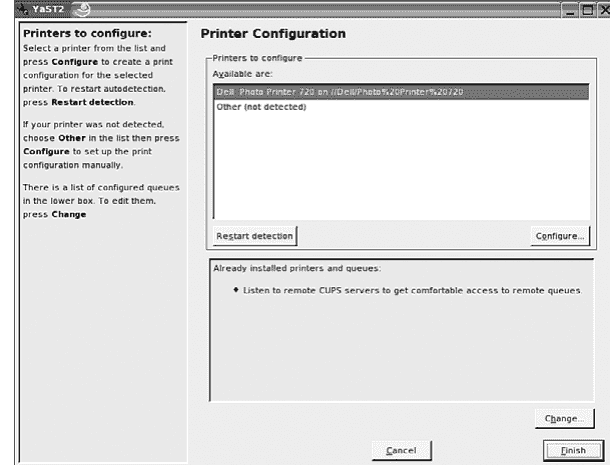 YaST2
Printers to configure:
Select a printer from the list and
press Configure to create a print
configuration for the selected
printer. To restart autodetection,
press Restart detection.
If your printer was not detected,
choose Other in the list then press
Configure to set up the print
configuration manually.
There is a list of configured queues
in the lower box. To edit them,
press Change
Printer Configuration
Printers to configure
Available are:
Dell Photo Printer 720 on //Dell/Photo%20Printer%20720
Other (not detected)
Restart detection
Configure...
Already installed printers and queues:
♦ Listen to remote CUPS servers to get comfortable access to remote queues.
Change...
Cancel
Finish